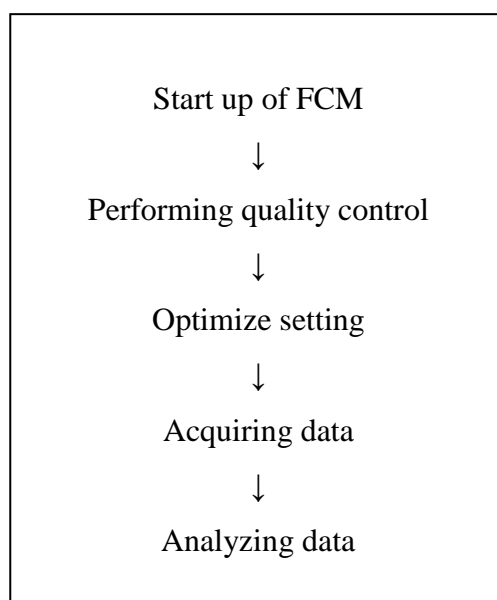 Start up of FCM
↓
Performing quality control
↓
Optimize setting
↓
Acquiring data
↓
Analyzing data